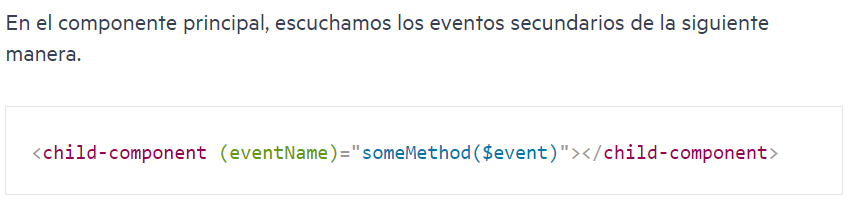 En el componente principal, escuchamos los eventos secundarios de la siguiente
manera.
<child-component (eventName)="someMethod($event)"></child-component>